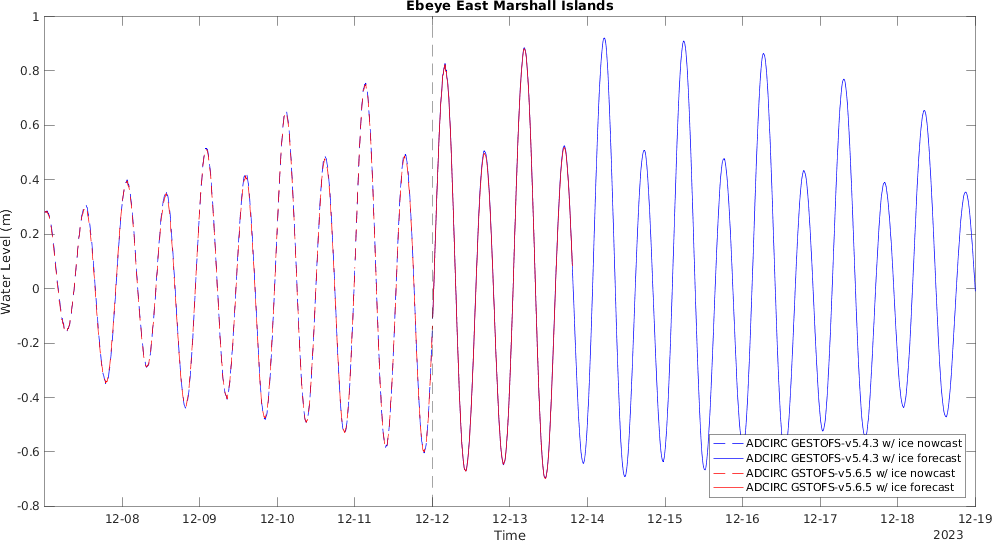 Ebeye East Marshall Islands
Water Level (m)
1
0.8
0.6
0.4
0.2
0
-0.2
-0.4
-0.6
-0.8
ADCIRC GESTOFS-v5.4.3 w/ ice nowcast
ADCIRC GESTOFS-v5.4.3 w/ ice forecast
ADCIRC GSTOFS-v5.6.5 w/ ice nowcast
ADCIRC GSTOFS-v5.6.5 w/ ice forecast
12-08 12-09 12-10 12-11 12-12 12-13 12-14 12-15 12-16 12-17 12-18 12-19
Time
2023